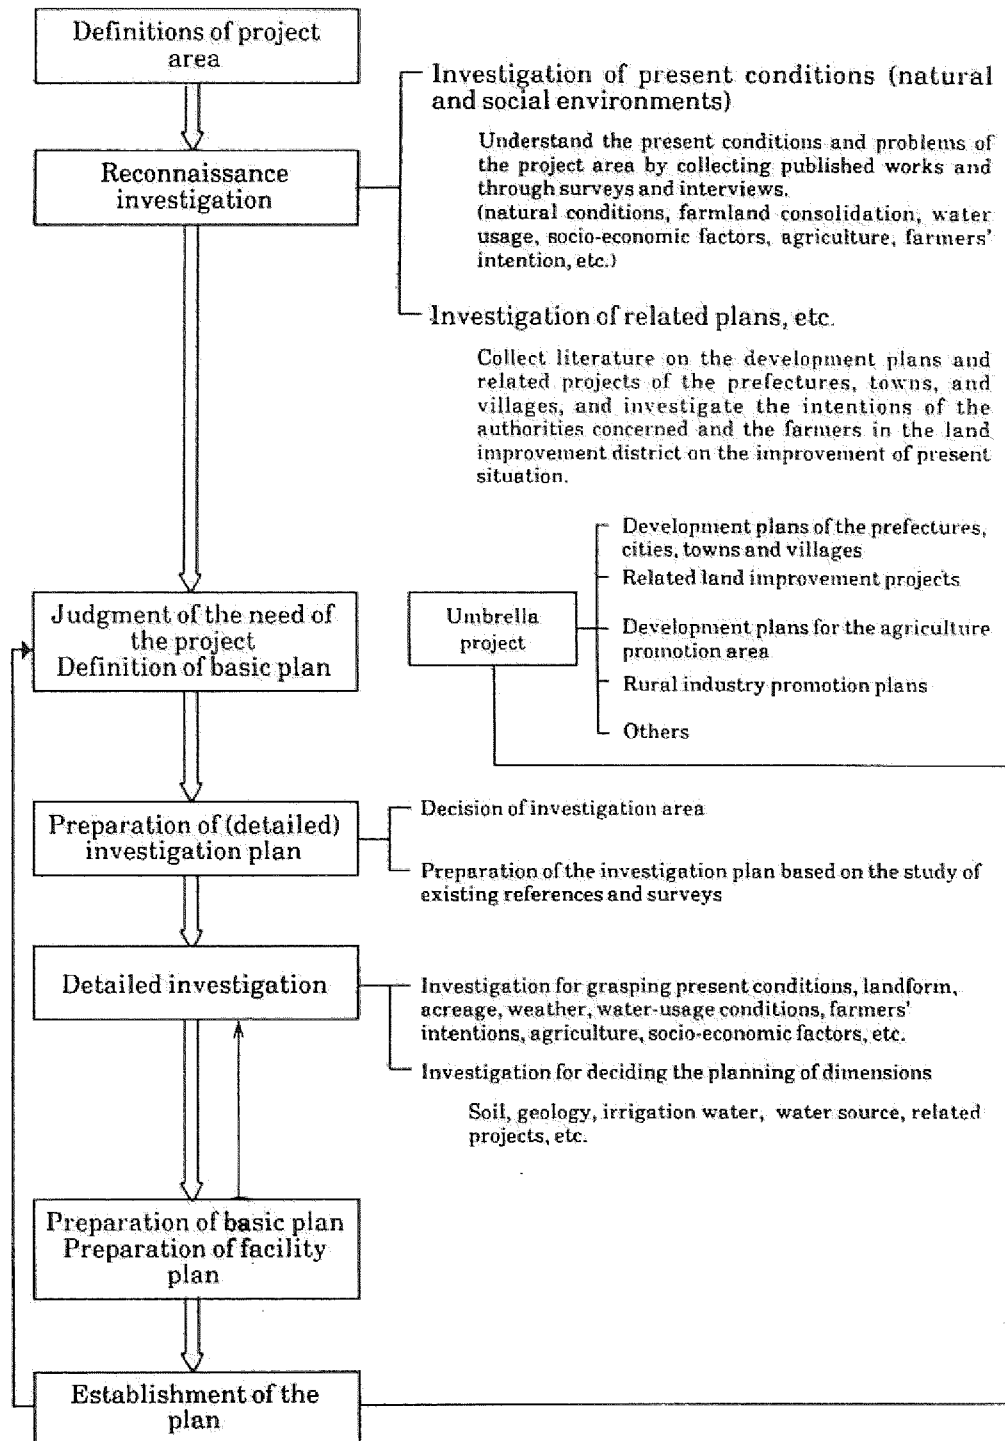 Definitions of project
area
Investigation of present conditions (natural
and social environments)
Understand the present conditions and problems of
the project area by collecting published works and
through surveys and interviews.
(natural conditions, farmland consolidation, water
usage, socio-economic factors, agriculture, farmers'
intention, etc.)
Reconnaissance
investigation
Investigation of related plans, etc.
Collect literature on the development plans and
related projects of the prefectures, towns, and
villages, and investigate the intentions of the
authorities concerned and the farmers in the land
improvement district on the improvement of present
situation.
Judgment of the need of
the project
Definition of basic plan
Umbrella
project
Development plans of the prefectures,
cities, towns and villages
Related land improvement projects
Development plans for the agriculture
promotion area
Rural industry promotion plans
Others
Preparation of (detailed)
investigation plan
Decision of investigation area
Preparation of the investigation plan based on the study of
existing references and surveys
Detailed investigation
Investigation for grasping present conditions, landform,
acreage, weather, water-usage conditions, farmers'
intentions, agriculture, socio-economic factors, etc.
Investigation for deciding the planning of dimensions
Soil, geology, irrigation water, water source, related
projects, etc.
Preparation of basic plan
Preparation of facility
plan
Establishment of the
plan